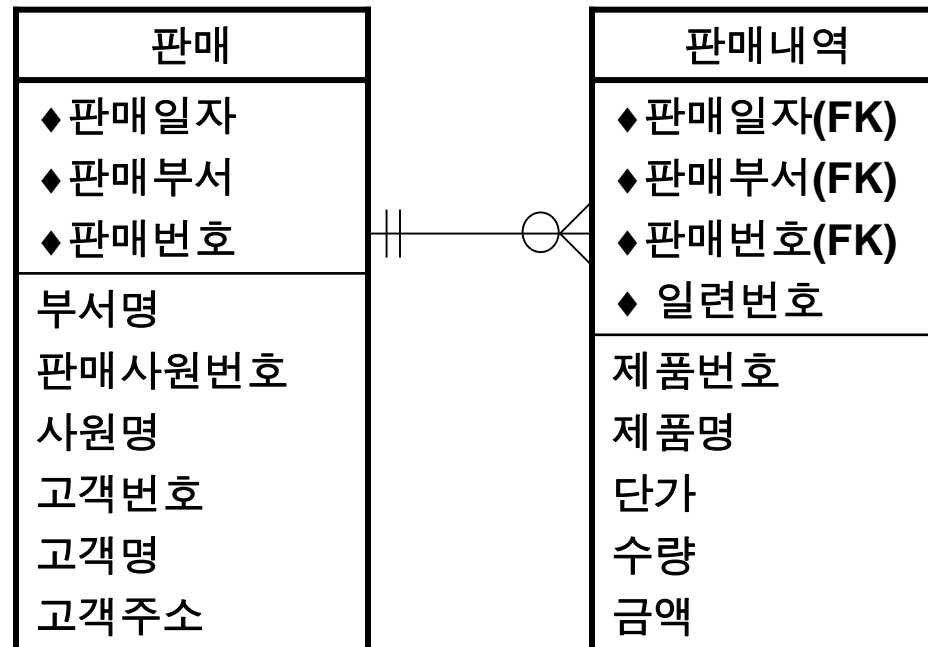 판매
♦판매일자
♦판매부서
♦판매번호
부서명
판매사원번호
사원명
고객번호
고객명
고객주소
판매내역
♦판매일자(FK)
♦판매부서(FK)
♦판매번호(FK)
♦ 일련번호
제품번호
제품명
단가
수량
금액